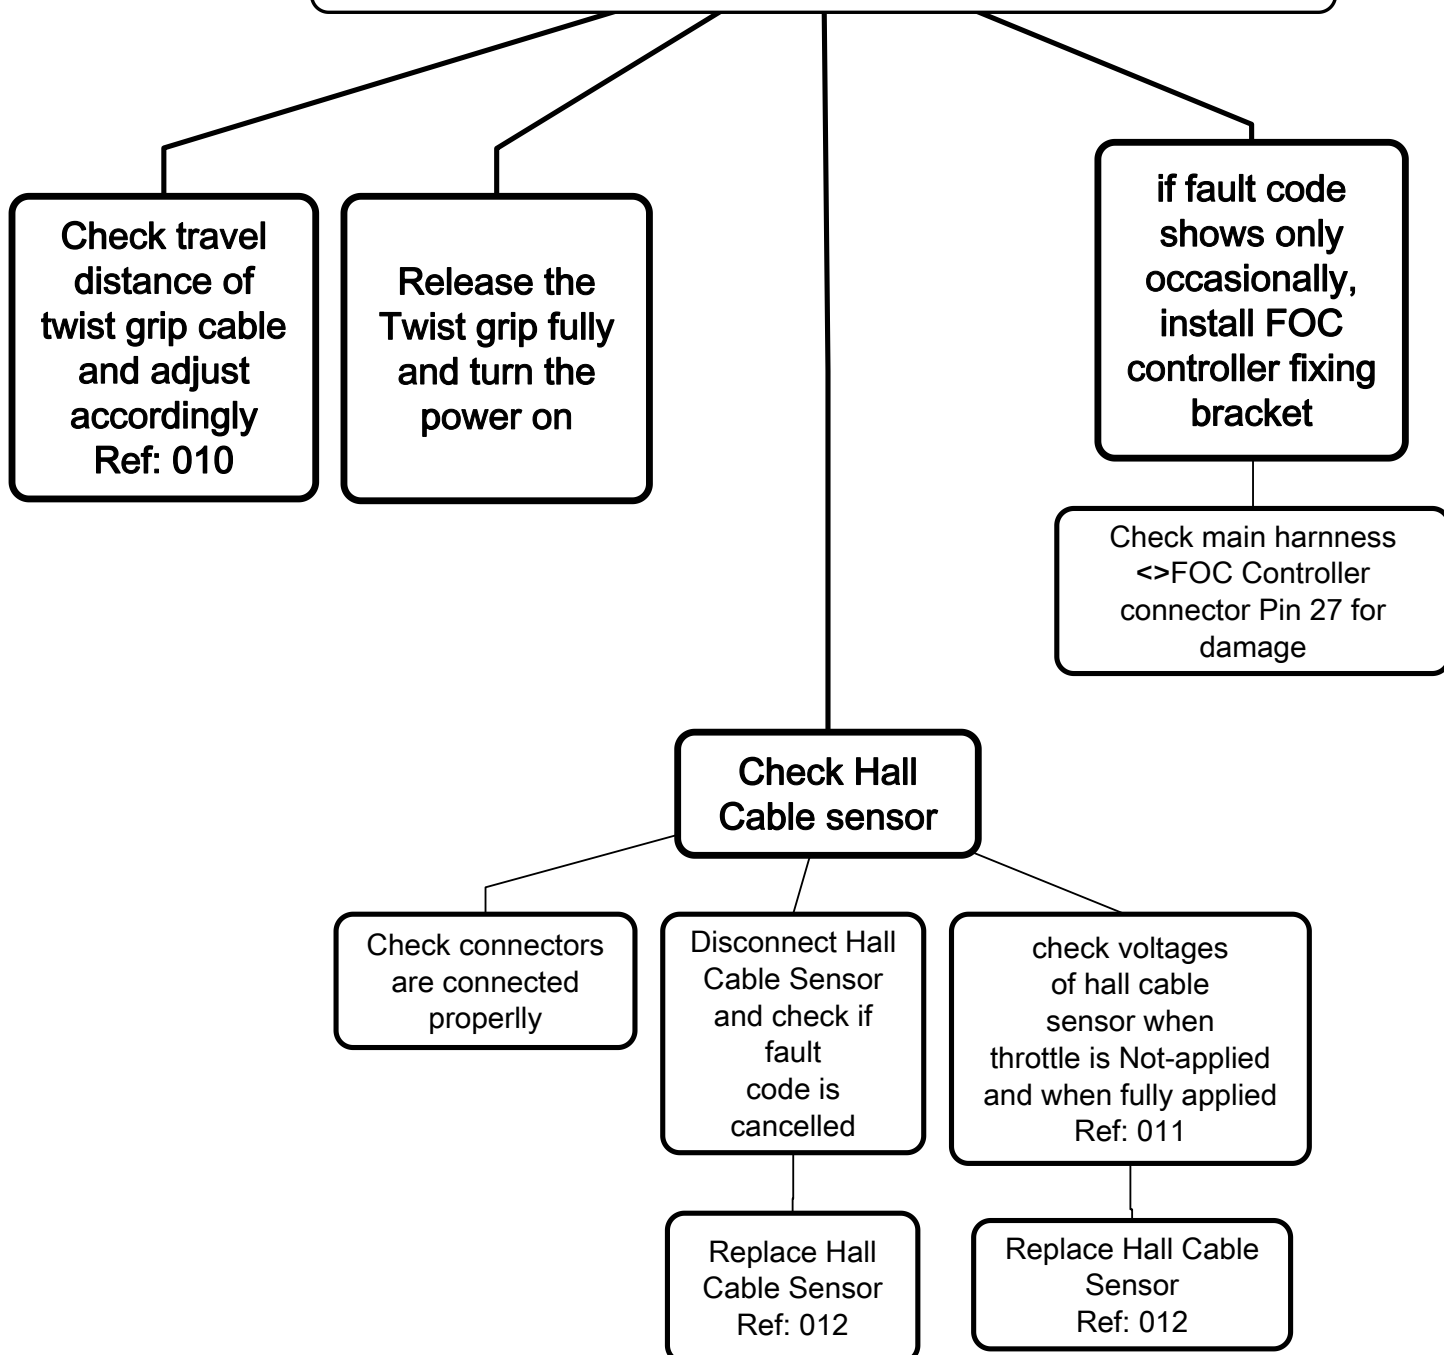 Check travel
distance of
twist grip cable
and adjust
accordingly
Ref: 010
Release the
Twist grip fully
and turn the
power on
if fault code
shows only
occasionally,
install FOC
controller fixing
bracket
Check main harnness
<>FOC Controller
connector Pin 27 for
damage
Check Hall
Cable sensor
Check connectors
are connected
properlly
Disconnect Hall
Cable Sensor
and check if
fault
code is
cancelled
check voltages
of hall cable
sensor when
throttle is Not-applied
and when fully applied
Ref: 011
Replace Hall
Cable Sensor
Ref: 012
Replace Hall Cable
Sensor
Ref: 012